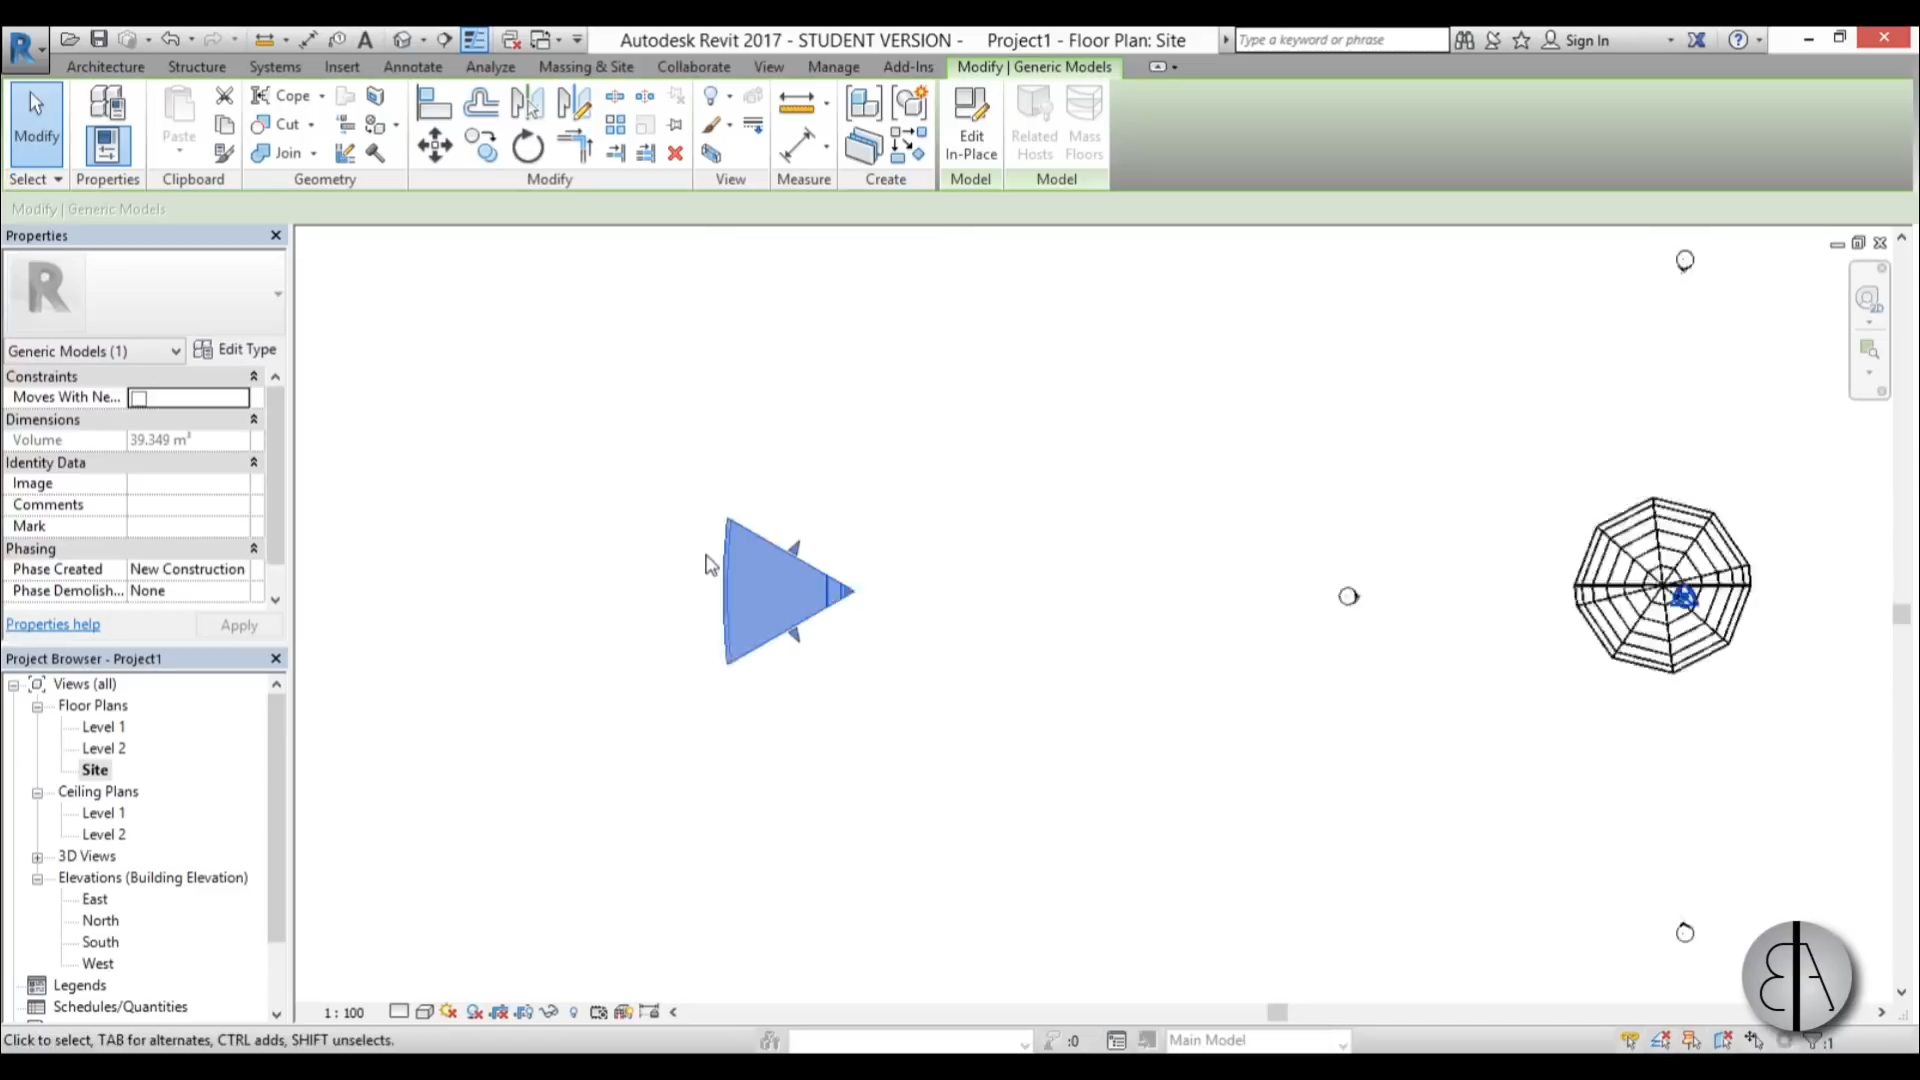 Autodesk Revit 2017 - STUDENT VERSION - Project1 - Floor Plan: Site
Type a keyword or phrase
Sign In
Architecture Structure Systems Insert Annotate Analyze Massing & Site Collaborate View Manage Add-Ins Modify | Generic Models
Modify
Paste
Cope
Cut
Join
Edit In-Place
Related Hosts
Mass Floors
Select Properties Clipboard Geometry Modify View Measure Create Model Model
Modify | Generic Models
Properties
Generic Models (1) Edit Type
Constraints
Moves With Ne...
Dimensions
Volume 39.349 m³
Identity Data
Image
Comments
Mark
Phasing
Phase Created New Construction
Phase Demolish... None
Properties help Apply
Project Browser - Project1
Views (all)
Floor Plans
Level 1
Level 2
Site
Ceiling Plans
Level 1
Level 2
3D Views
Elevations (Building Elevation)
East
North
South
West
Legends
Schedules/Quantities
2D
1 : 100
Click to select, TAB for alternates, CTRL adds, SHIFT unselects.
:0
Main Model
:1